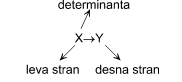 determinanta
X→Y
leva stran desna stran